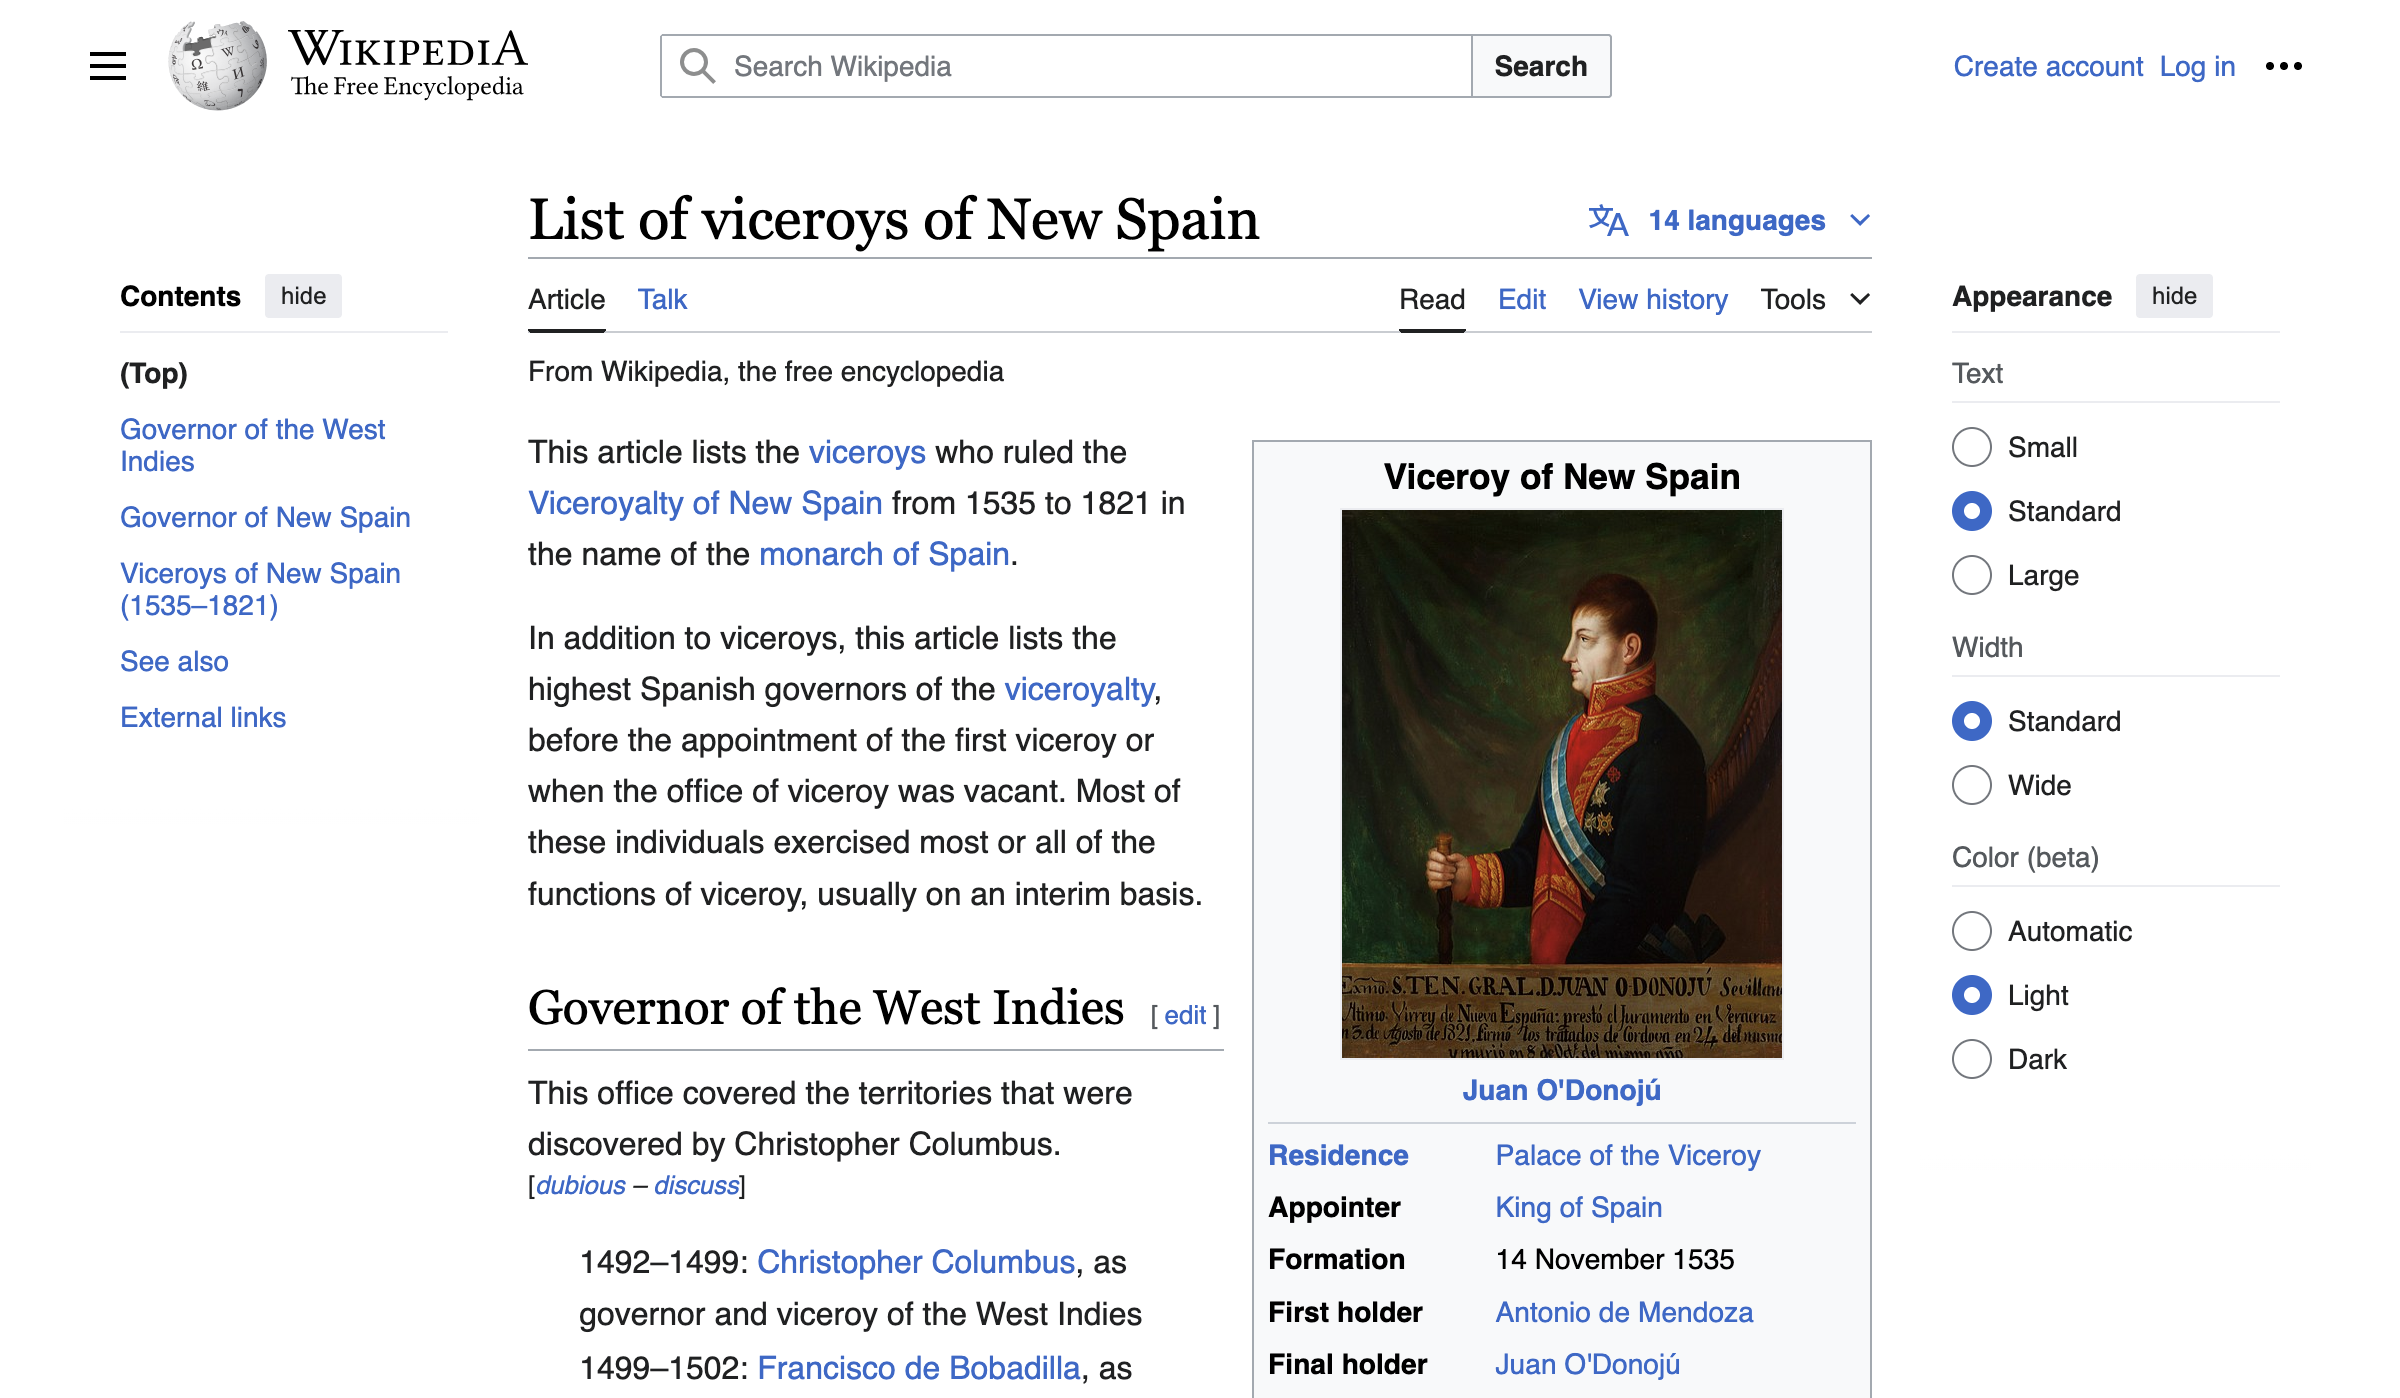 WIKIPEDIA
The Free Encyclopedia
Search Wikipedia
Search
Create account Log in
List of viceroys of New Spain
14 languages
Contents hide
(Top)
Governor of the West
Indies
Governor of New Spain
Viceroys of New Spain
(1535–1821)
See also
External links
Article Talk
Read Edit View history Tools
From Wikipedia, the free encyclopedia
This article lists the viceroys who ruled the
Viceroyalty of New Spain from 1535 to 1821 in
the name of the monarch of Spain.
In addition to viceroys, this article lists the
highest Spanish governors of the viceroyalty,
before the appointment of the first viceroy or
when the office of viceroy was vacant. Most of
these individuals exercised most or all of the
functions of viceroy, usually on an interim basis.
Governor of the West Indies [ edit ]
This office covered the territories that were
discovered by Christopher Columbus.
[dubious – discuss]
1492–1499: Christopher Columbus, as
governor and viceroy of the West Indies
1499–1502: Francisco de Bobadilla, as
Viceroy of New Spain
Exmo. S. TEN. GRAL. D. JUAN O-DONOJÚ Sevillan
Virrey de Nueva España: prestó el Juramento en Veracruz
3. de Agosto de 1821. firmó los tratados de Cordova en 24 del
y murió en 8 de del mismo año
Juan O'Donojú
Residence Palace of the Viceroy
Appointer King of Spain
Formation 14 November 1535
First holder Antonio de Mendoza
Final holder Juan O'Donojú
Appearance hide
Text
Small
Standard
Large
Width
Standard
Wide
Color (beta)
Automatic
Light
Dark